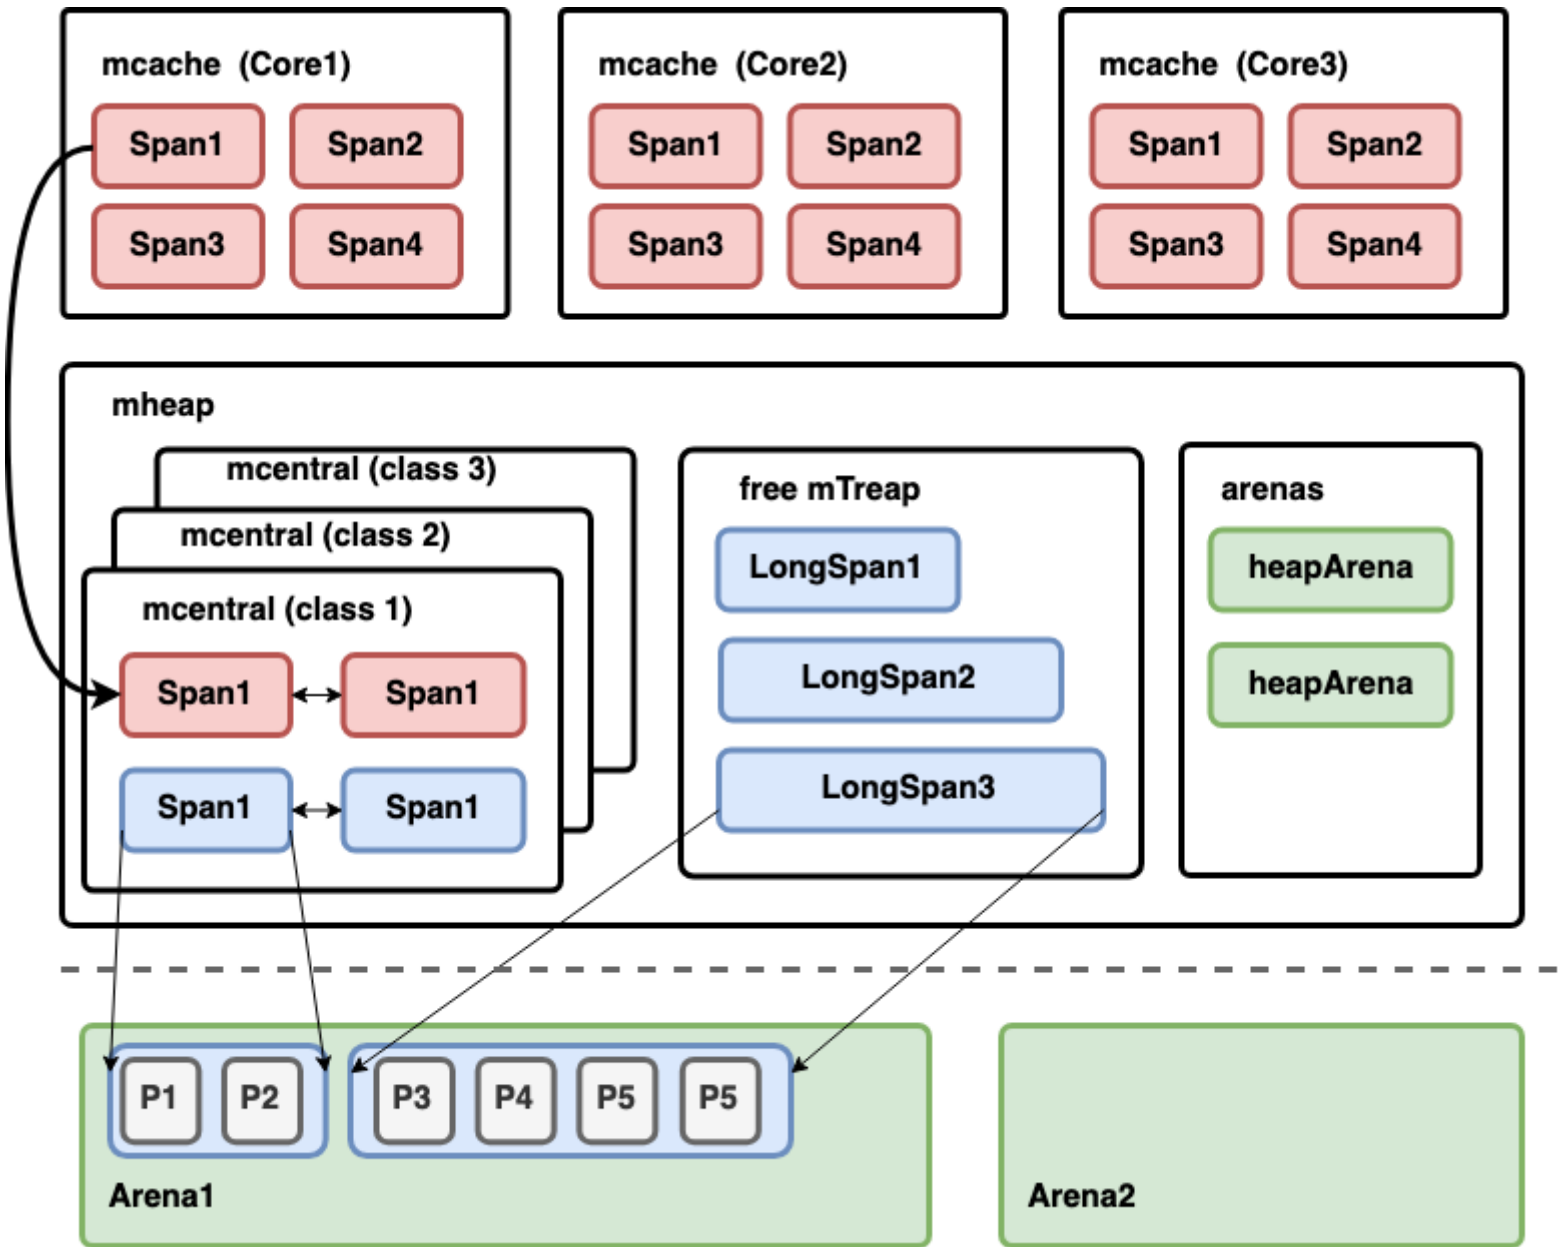 mcache (Core1)
mcache (Core2)
mcache (Core3)
Span1 Span2
Span1 Span2
Span1 Span2
Span3 Span4
Span3 Span4
Span3 Span4
mheap
mcentral (class 3)
mcentral (class 2)
mcentral (class 1)
Span1 Span1
Span1 Span1
free mTreap
LongSpan1
LongSpan2
LongSpan3
arenas
heapArena
heapArena
P1 P2 P3 P4 P5 P5
Arena1
Arena2